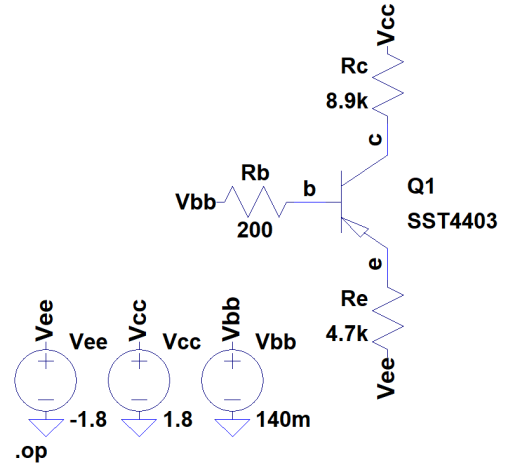 Vcc
Rc
8.9k
c
Rb
Vbb
200
b
Q1
SST4403
e
Re
4.7k
Vee
Vee
Vee
-1.8
Vcc
Vcc
1.8
Vbb
Vbb
140m
.op